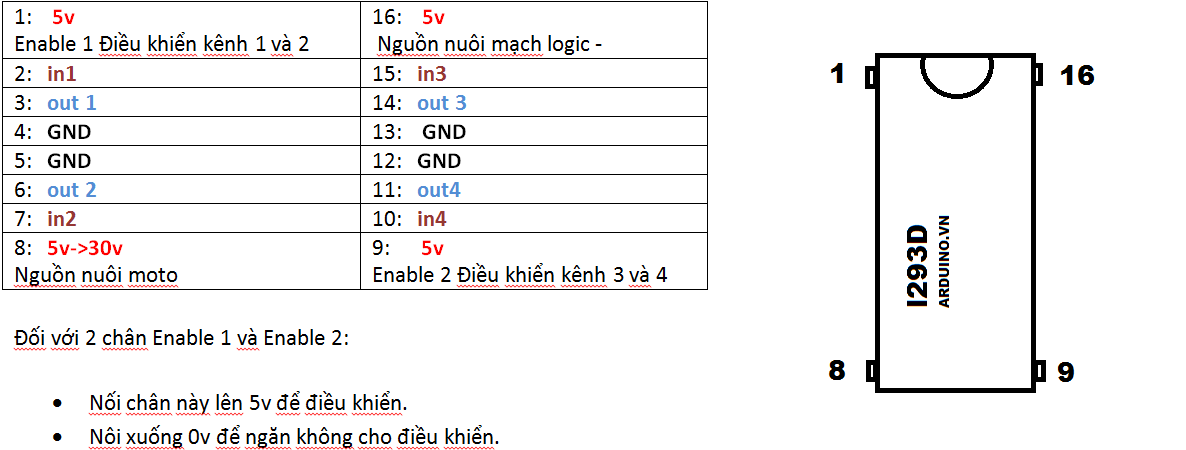 1: 5v
Enable 1 Điều khiển kênh 1 và 2
16: 5v
Nguồn nuôi mạch logic -
2: in1
15: in3
3: out 1
14: out 3
4: GND
13: GND
5: GND
12: GND
6: out 2
11: out4
7: in2
10: in4
8: 5v->30v
Nguồn nuôi moto
9: 5v
Enable 2 Điều khiển kênh 3 và 4
Đối với 2 chân Enable 1 và Enable 2:
• Nối chân này lên 5v để điều khiển.
• Nôi xuống 0v để ngăn không cho điều khiển.
1
16
I293D
ARDUINO.VN
8
9